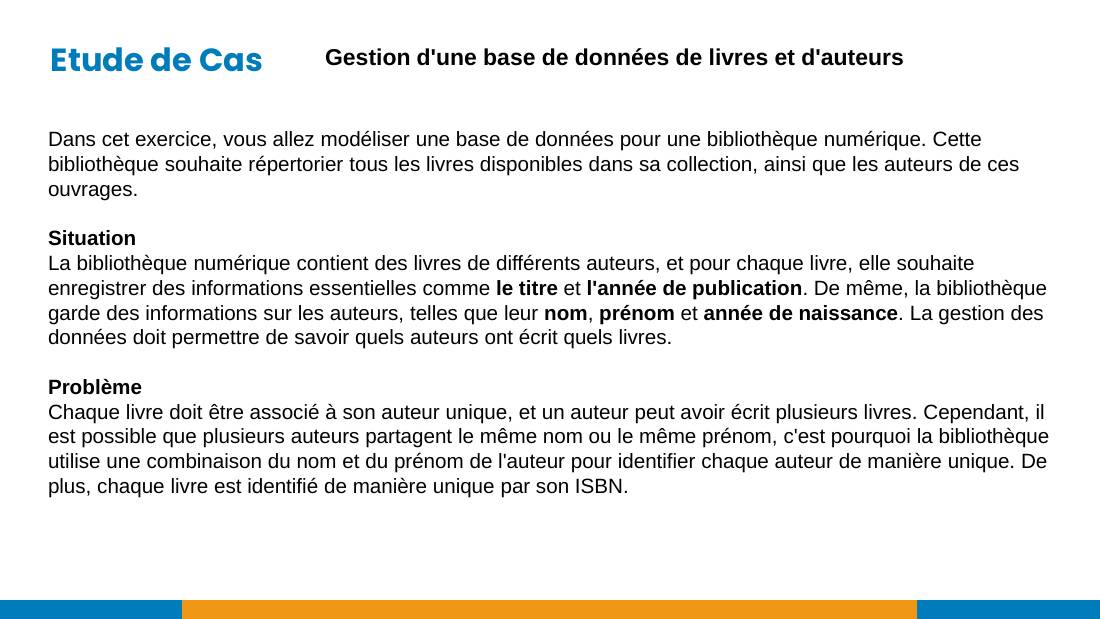 Etude de Cas
Gestion d'une base de données de livres et d'auteurs
Dans cet exercice, vous allez modéliser une base de données pour une bibliothèque numérique. Cette
bibliothèque souhaite répertorier tous les livres disponibles dans sa collection, ainsi que les auteurs de ces
ouvrages.
Situation
La bibliothèque numérique contient des livres de différents auteurs, et pour chaque livre, elle souhaite
enregistrer des informations essentielles comme le titre et l'année de publication. De même, la bibliothèque
garde des informations sur les auteurs, telles que leur nom, prénom et année de naissance. La gestion des
données doit permettre de savoir quels auteurs ont écrit quels livres.
Problème
Chaque livre doit être associé à son auteur unique, et un auteur peut avoir écrit plusieurs livres. Cependant, il
est possible que plusieurs auteurs partagent le même nom ou le même prénom, c'est pourquoi la bibliothèque
utilise une combinaison du nom et du prénom de l'auteur pour identifier chaque auteur de manière unique. De
plus, chaque livre est identifié de manière unique par son ISBN.